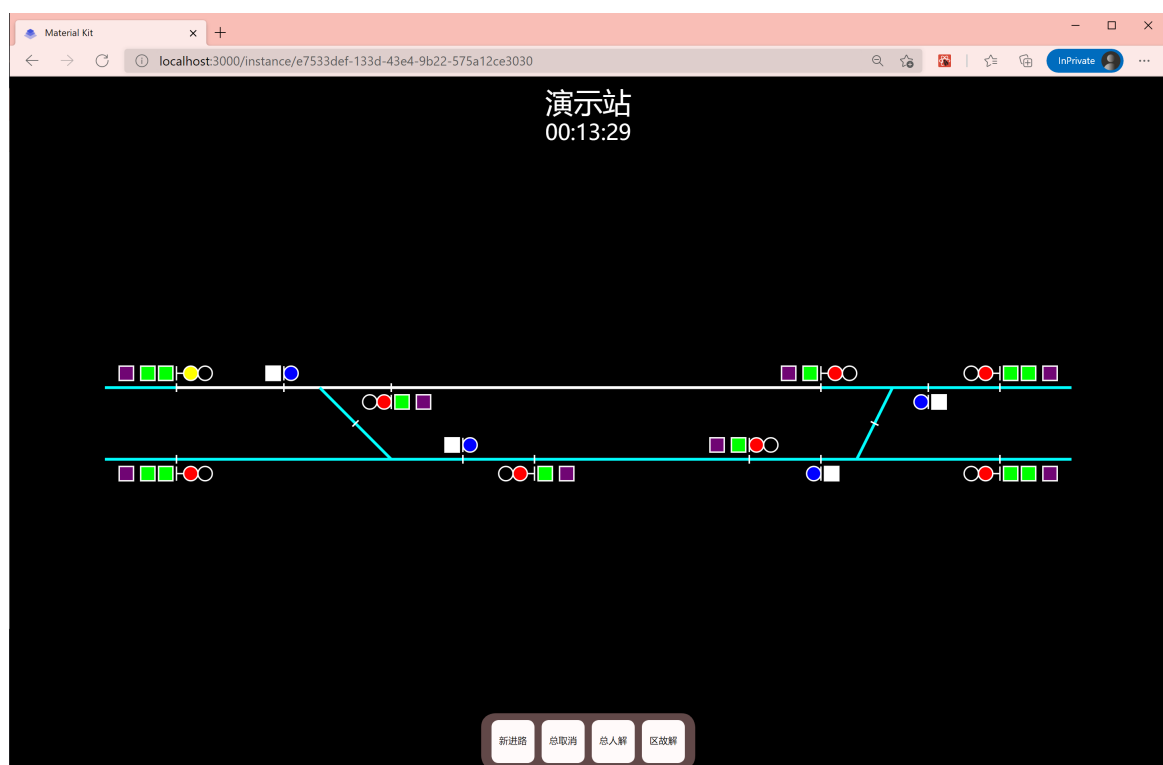 Material Kit
localhost:3000/instance/e7533def-133d-43e4-9b22-575a12ce3030
InPrivate
演示站
00:13:29
新进路 总取消 总人解 区故解